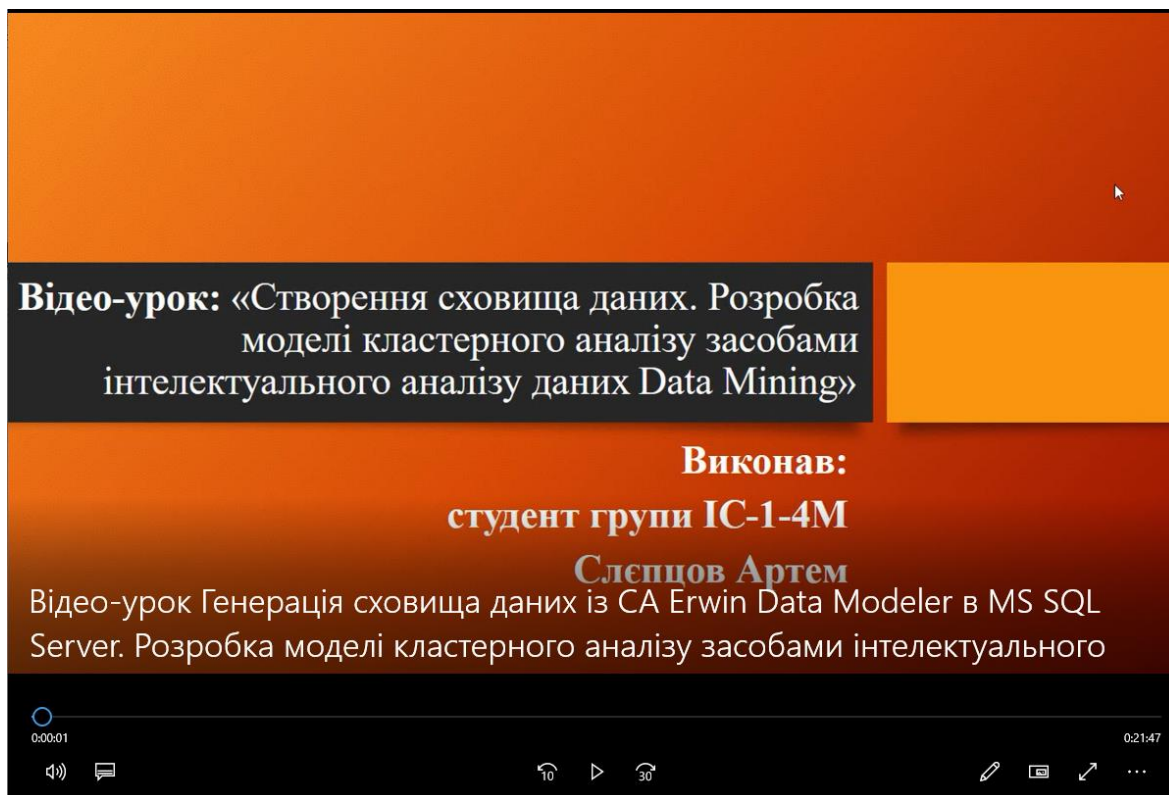 Відео-урок: «Створення сховища даних. Розробка
моделі кластерного аналізу засобами
інтелектуального аналізу даних Data Mining»
Виконав:
студент групи ІС-1-4М
Слєпцов Артем
Відео-урок Генерація сховища даних із CA Erwin Data Modeler в MS SQL
Server. Розробка моделі кластерного аналізу засобами інтелектуального
0:00:01
0:21:47
10
30